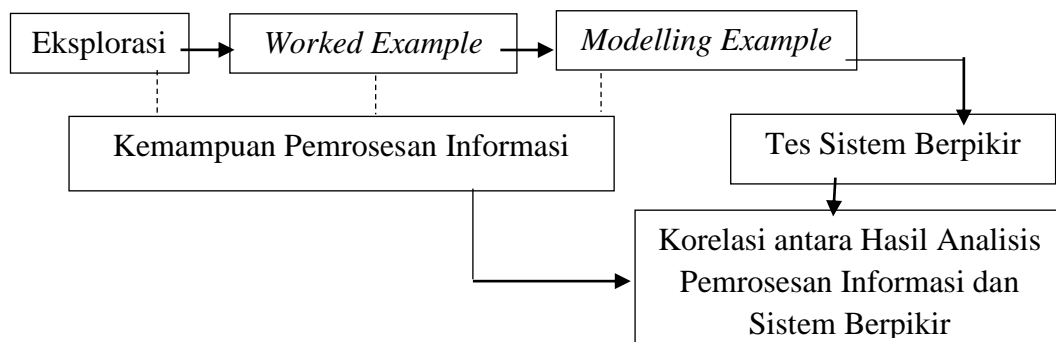 Eksplorasi
Worked Example
Modelling Example
Kemampuan Pemrosesan Informasi
Tes Sistem Berpikir
Korelasi antara Hasil Analisis
Pemrosesan Informasi dan
Sistem Berpikir